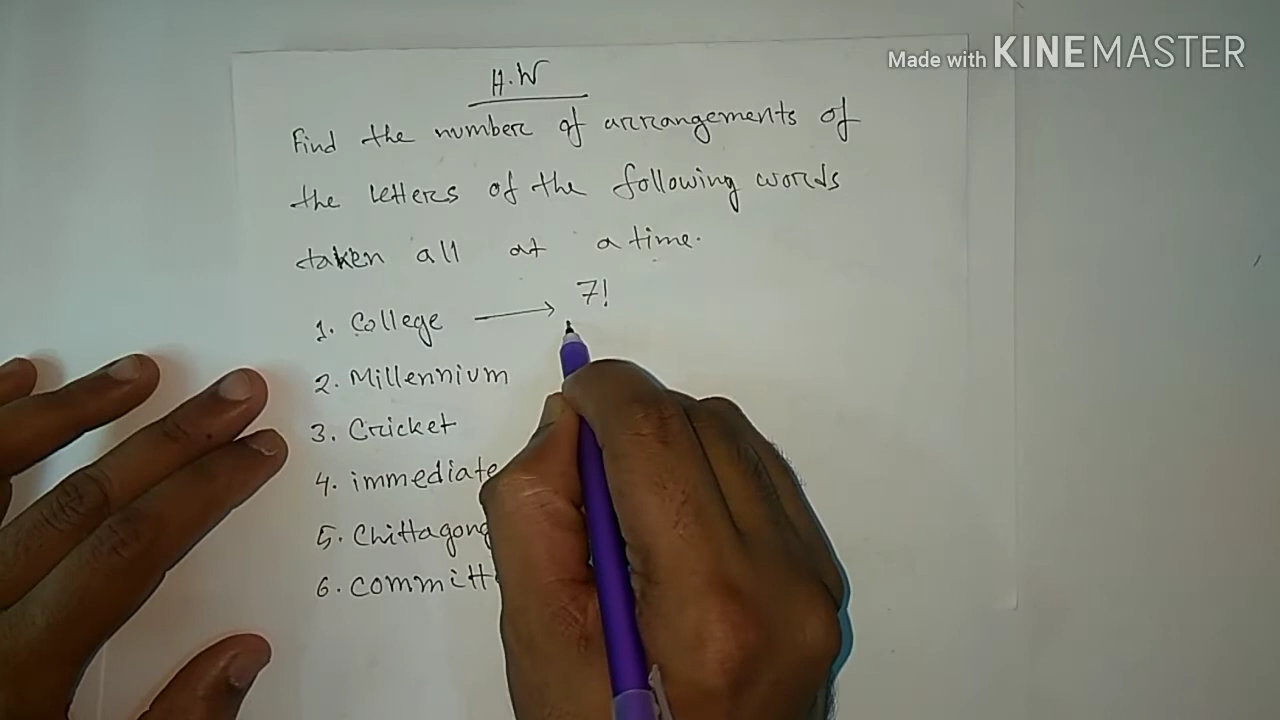 Made with KINEMASTER
H.W
Find the number of arrangements of
the letters of the following words
taken all at a time.
1. College → 7!
2. Millennium
3. Cricket
4. immediate
5. Chittagong
6. committ